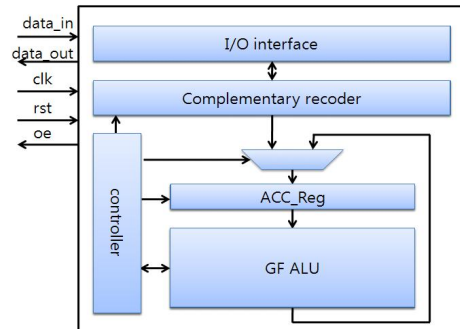 data_in
data_out
clk
rst
oe
I/O interface
Complementary recoder
controller
ACC_Reg
GF ALU